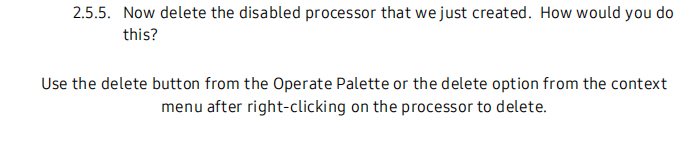 2.5.5. Now delete the disabled processor that we just created. How would you do
this?
Use the delete button from the Operate Palette or the delete option from the context
menu after right-clicking on the processor to delete.